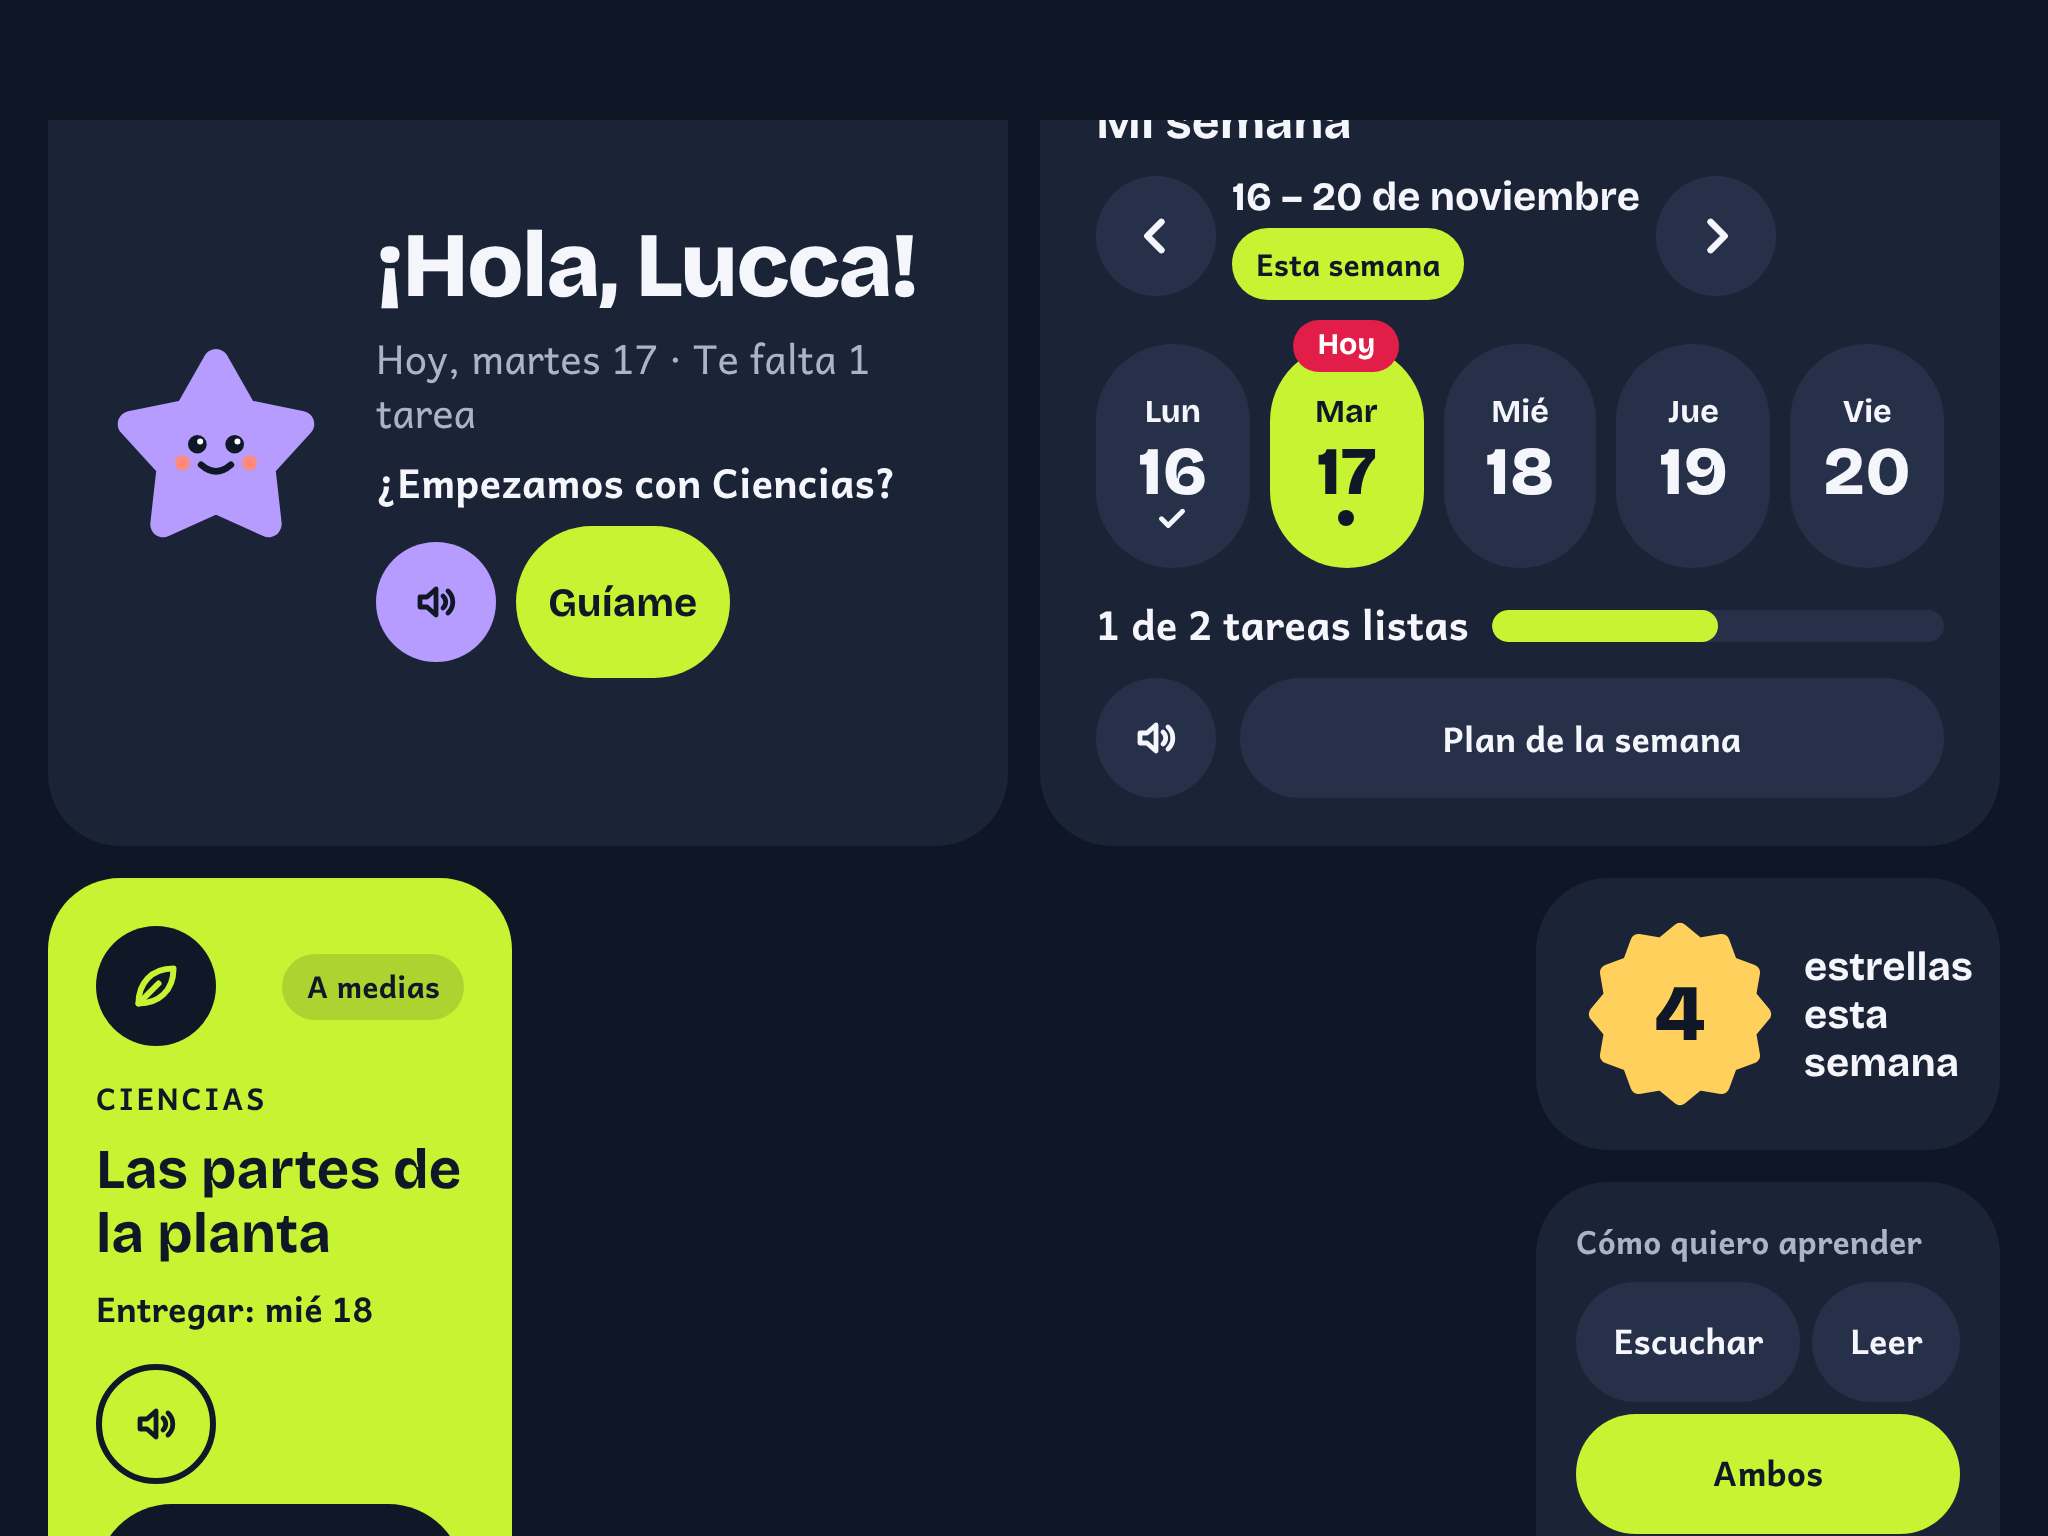 ¡Hola, Lucca!
Hoy, martes 17 · Te falta 1
tarea
¿Empezamos con Ciencias?
Guíame
Mi semana
16 – 20 de noviembre
Esta semana
Hoy
Lun
16
Mar
17
Mié
18
Jue
19
Vie
20
1 de 2 tareas listas
Plan de la semana
A medias
CIENCIAS
Las partes de
la planta
Entregar: mié 18
4
estrellas
esta
semana
Cómo quiero aprender
Escuchar
Leer
Ambos